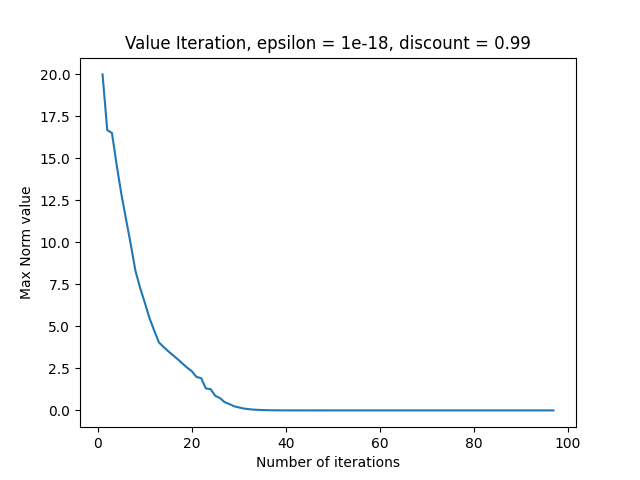 Value Iteration, epsilon = 1e-18, discount = 0.99
20.0
17.5
15.0
12.5
10.0
7.5
5.0
2.5
0.0
Max Norm value
0 20 40 60 80 100
Number of iterations